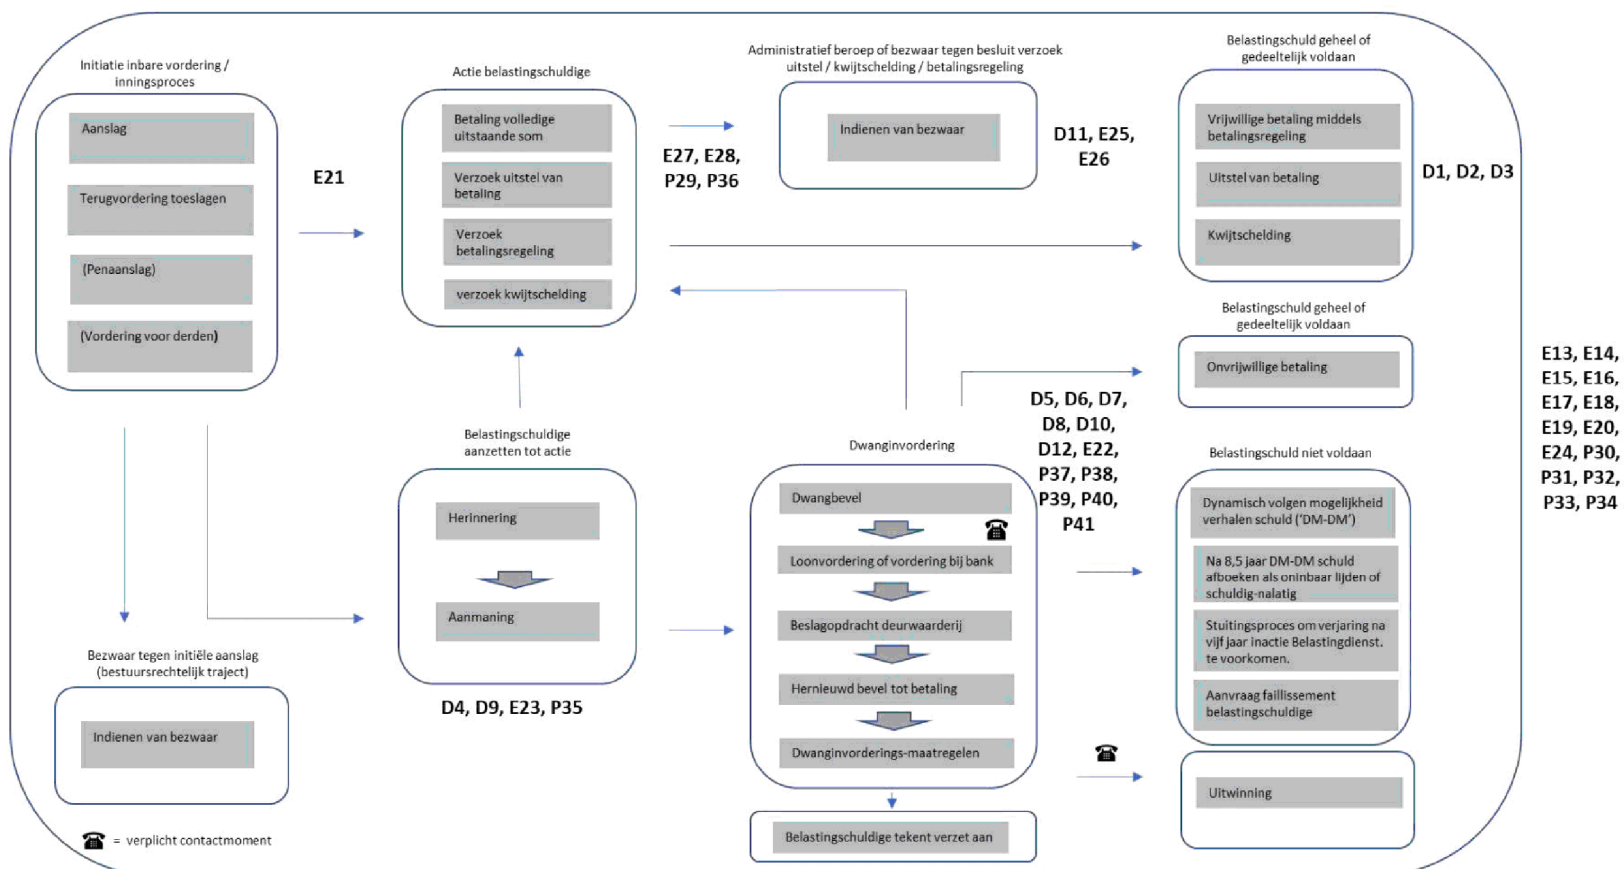 Initiatie inbare vordering /
inningsproces
Aanslag
Terugvordering toeslagen
(Penaanslag)
(Vordering voor derden)
E21
Actie belastingschuldige
Betaling volledige
uitstaande som
Verzoek uitstel van
betaling
Verzoek
betalingsregeling
verzoek kwijtschelding
E27, E28,
P29, P36
Administratief beroep of bezwaar tegen besluit verzoek
uitstel / kwijtschelding / betalingsregeling
Indienen van bezwaar
D11, E25,
E26
Belastingschuld geheel of
gedeeltelijk voldaan
Vrijwillige betaling middels
betalingsregeling
Uitstel van betaling
Kwijtschelding
D1, D2, D3
Belastingschuld geheel of
gedeeltelijk voldaan
Onvrijwillige betaling
E13, E14,
E15, E16,
E17, E18,
E19, E20,
E24, P30,
P31, P32,
P33, P34
Belastingschuldige
aanzetten tot actie
Herinnering
Aanmaning
D4, D9, E23, P35
Dwanginvordering
Dwangbevel
Loonvordering of vordering bij bank
Beslagopdracht deurwaarderij
Hernieuwd bevel tot betaling
Dwanginvorderings-maatregelen
D5, D6, D7,
D8, D10,
D12, E22,
P37, P38,
P39, P40,
P41
Belastingschuld niet voldaan
Dynamisch volgen mogelijkheid
verhalen schuld ('DM-DM')
Na 8,5 jaar DM-DM schuld
afboeken als oninbaar lijden of
schuldig-nalatig
Stuitingsproces om verjaring na
vijf jaar inactie Belastingdienst.
te voorkomen.
Aanvraag faillissement
belastingschuldige
Uitwinning
Belastingschuldige tekent verzet aan
Bezwaar tegen initiële aanslag
(bestuursrechtelijk traject)
Indienen van bezwaar
= verplicht contactmoment